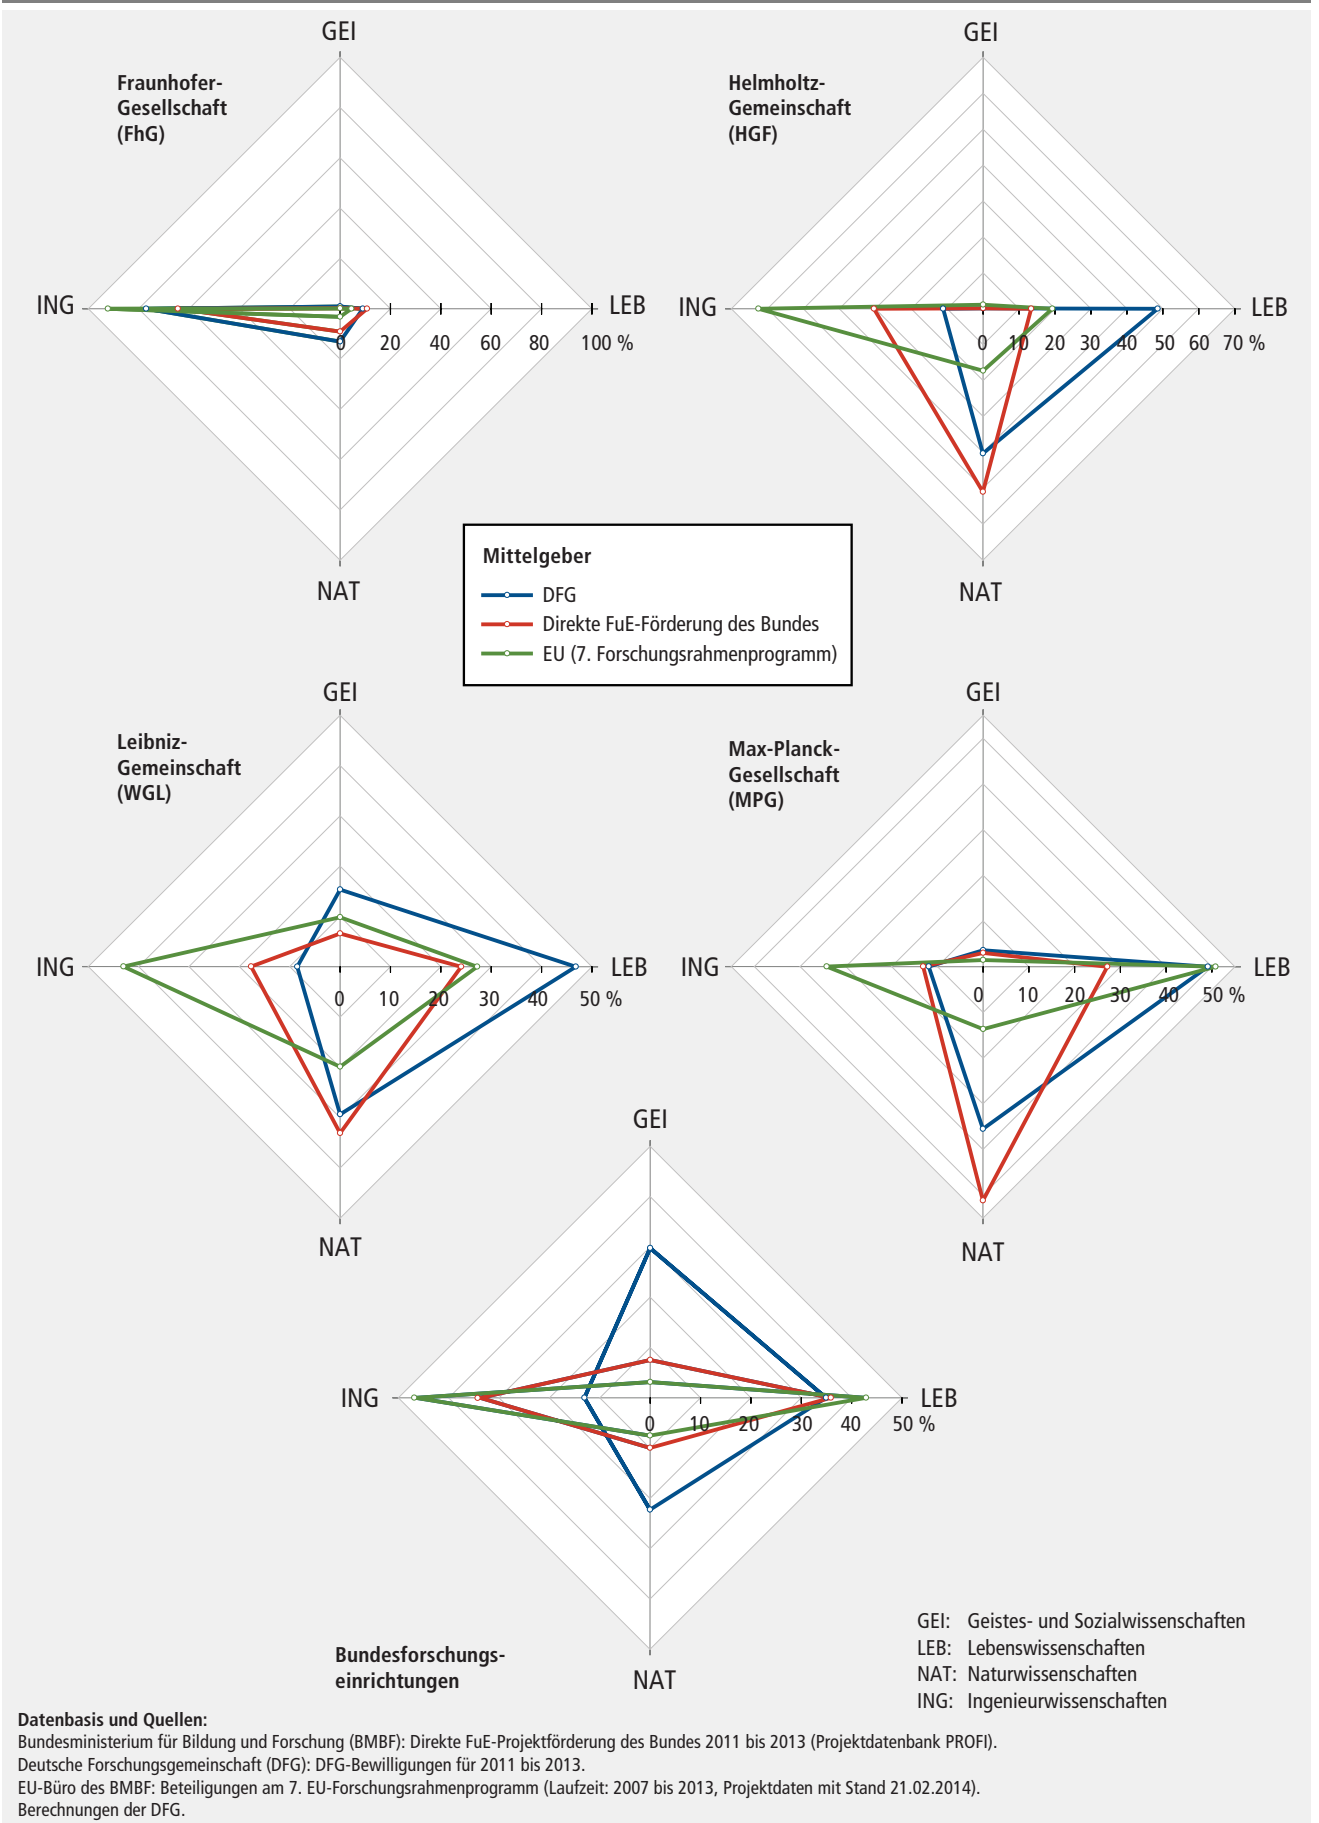 GEI
Fraunhofer-
Gesellschaft
(FhG)
ING
LEB
0 20 40 60 80 100 %
NAT
GEI
Helmholtz-
Gemeinschaft
(HGF)
ING
LEB
0 10 20 30 40 50 60 70 %
NAT
Mittelgeber
DFG
Direkte FuE-Förderung des Bundes
EU (7. Forschungsrahmenprogramm)
GEI
Leibniz-
Gemeinschaft
(WGL)
ING
LEB
0 10 20 30 40 50 %
NAT
GEI
Max-Planck-
Gesellschaft
(MPG)
ING
LEB
0 10 20 30 40 50 %
NAT
GEI
ING
LEB
0 10 20 30 40 50 %
Bundesforschungs-
einrichtungen
NAT
GEI: Geistes- und Sozialwissenschaften
LEB: Lebenswissenschaften
NAT: Naturwissenschaften
ING: Ingenieurwissenschaften
Datenbasis und Quellen:
Bundesministerium für Bildung und Forschung (BMBF): Direkte FuE-Projektförderung des Bundes 2011 bis 2013 (Projektdatenbank PROFI).
Deutsche Forschungsgemeinschaft (DFG): DFG-Bewilligungen für 2011 bis 2013.
EU-Büro des BMBF: Beteiligungen am 7. EU-Forschungsrahmenprogramm (Laufzeit: 2007 bis 2013, Projektdaten mit Stand 21.02.2014).
Berechnungen der DFG.